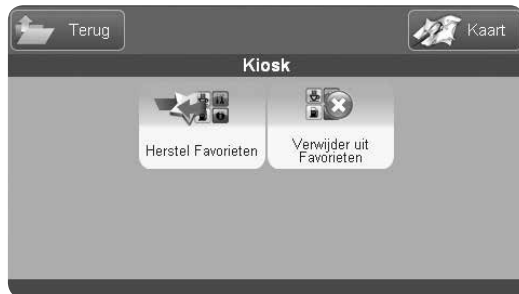 Terug
Kaart
Kiosk
Herstel Favorieten
Verwijder uit
Favorieten